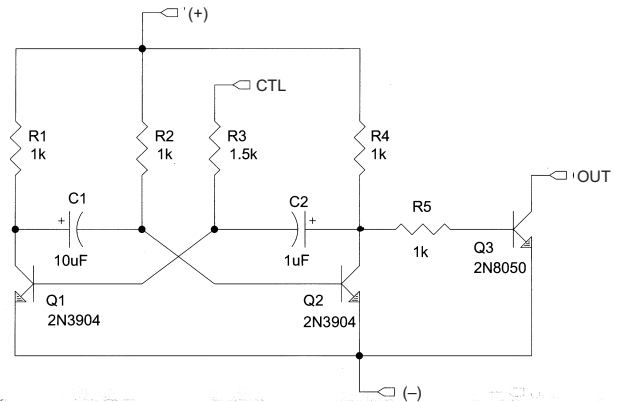 (+)
CTL
R1
1k
R2
1k
R3
1.5k
R4
1k
C1
+
10uF
C2
+
1uF
R5
1k
OUT
Q1
2N3904
Q2
2N3904
Q3
2N8050
(–)